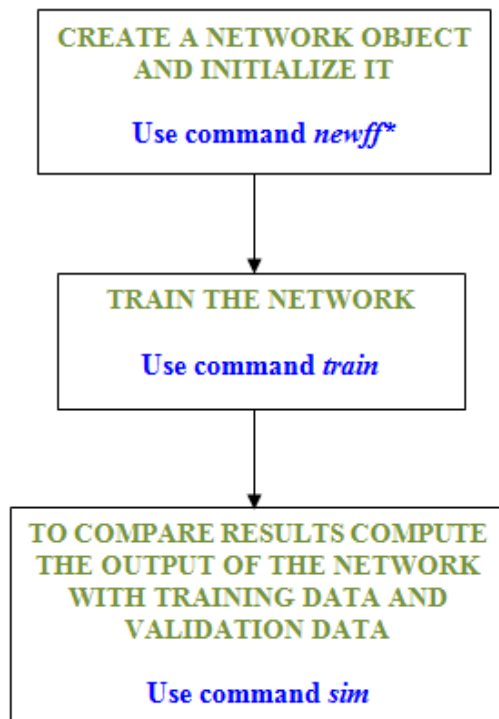 CREATE A NETWORK OBJECT
AND INITIALIZE IT
Use command newff*
TRAIN THE NETWORK
Use command train
TO COMPARE RESULTS COMPUTE
THE OUTPUT OF THE NETWORK
WITH TRAINING DATA AND
VALIDATION DATA
Use command sim